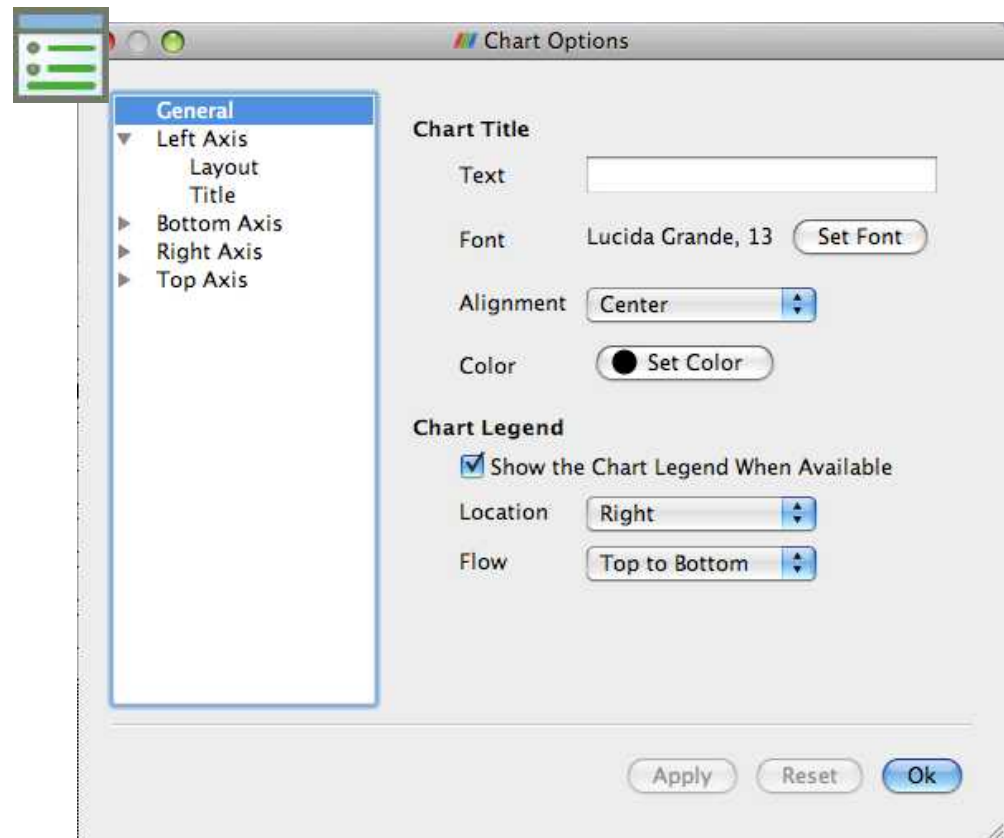 Chart Options
General
Left Axis
Layout
Title
Bottom Axis
Right Axis
Top Axis
Chart Title
Text
Font Lucida Grande, 13 Set Font
Alignment Center
Color Set Color
Chart Legend
Show the Chart Legend When Available
Location Right
Flow Top to Bottom
Apply Reset Ok